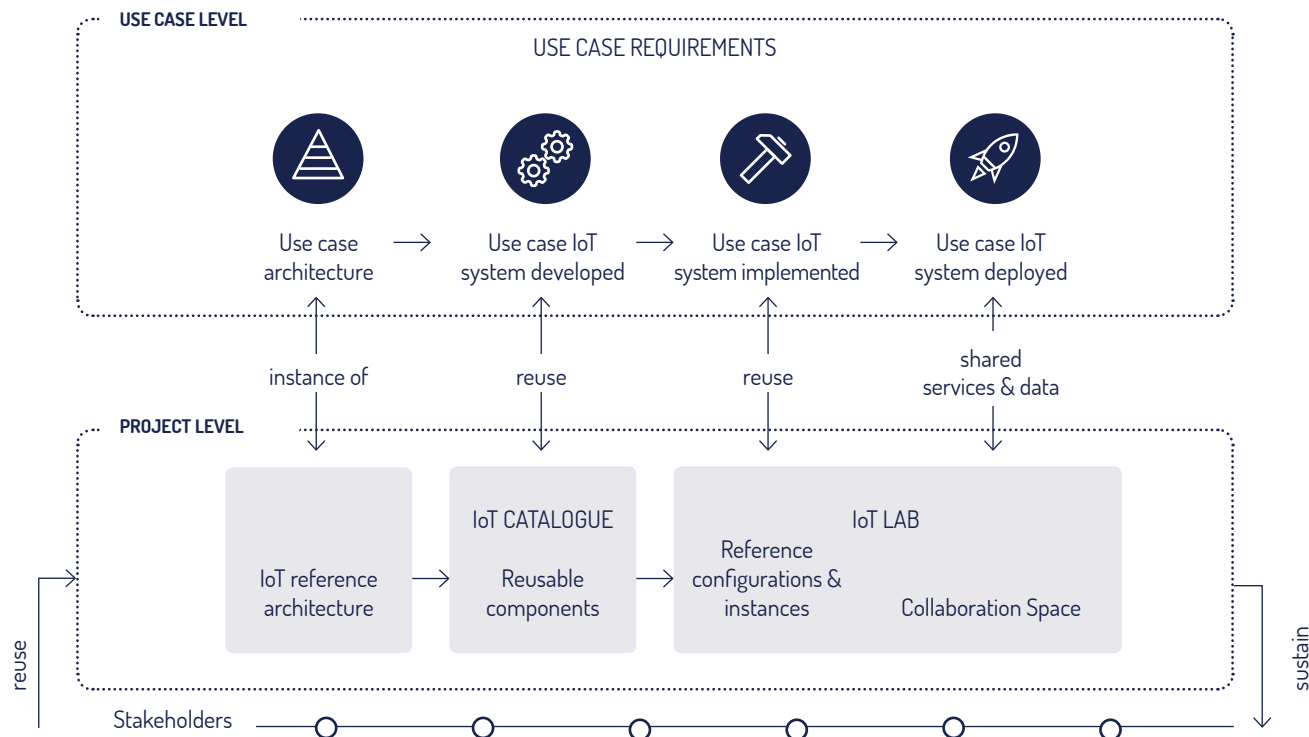 USE CASE LEVEL
USE CASE REQUIREMENTS
Use case
architecture
Use case IoT
system developed
Use case IoT
system implemented
Use case IoT
system deployed
instance of
reuse
reuse
shared
services & data
PROJECT LEVEL
IoT reference
architecture
IoT CATALOGUE
Reusable
components
IoT LAB
Reference
configurations &
instances
Collaboration Space
reuse
sustain
Stakeholders